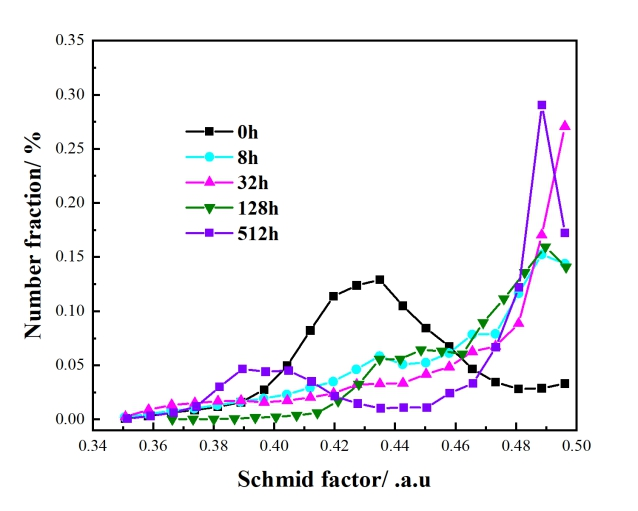 0.35
0.30
0.25
0.20
0.15
0.10
0.05
0.00
Number fraction/ %
0h
8h
32h
128h
512h
0.34 0.36 0.38 0.40 0.42 0.44 0.46 0.48 0.50
Schmid factor/ .a.u